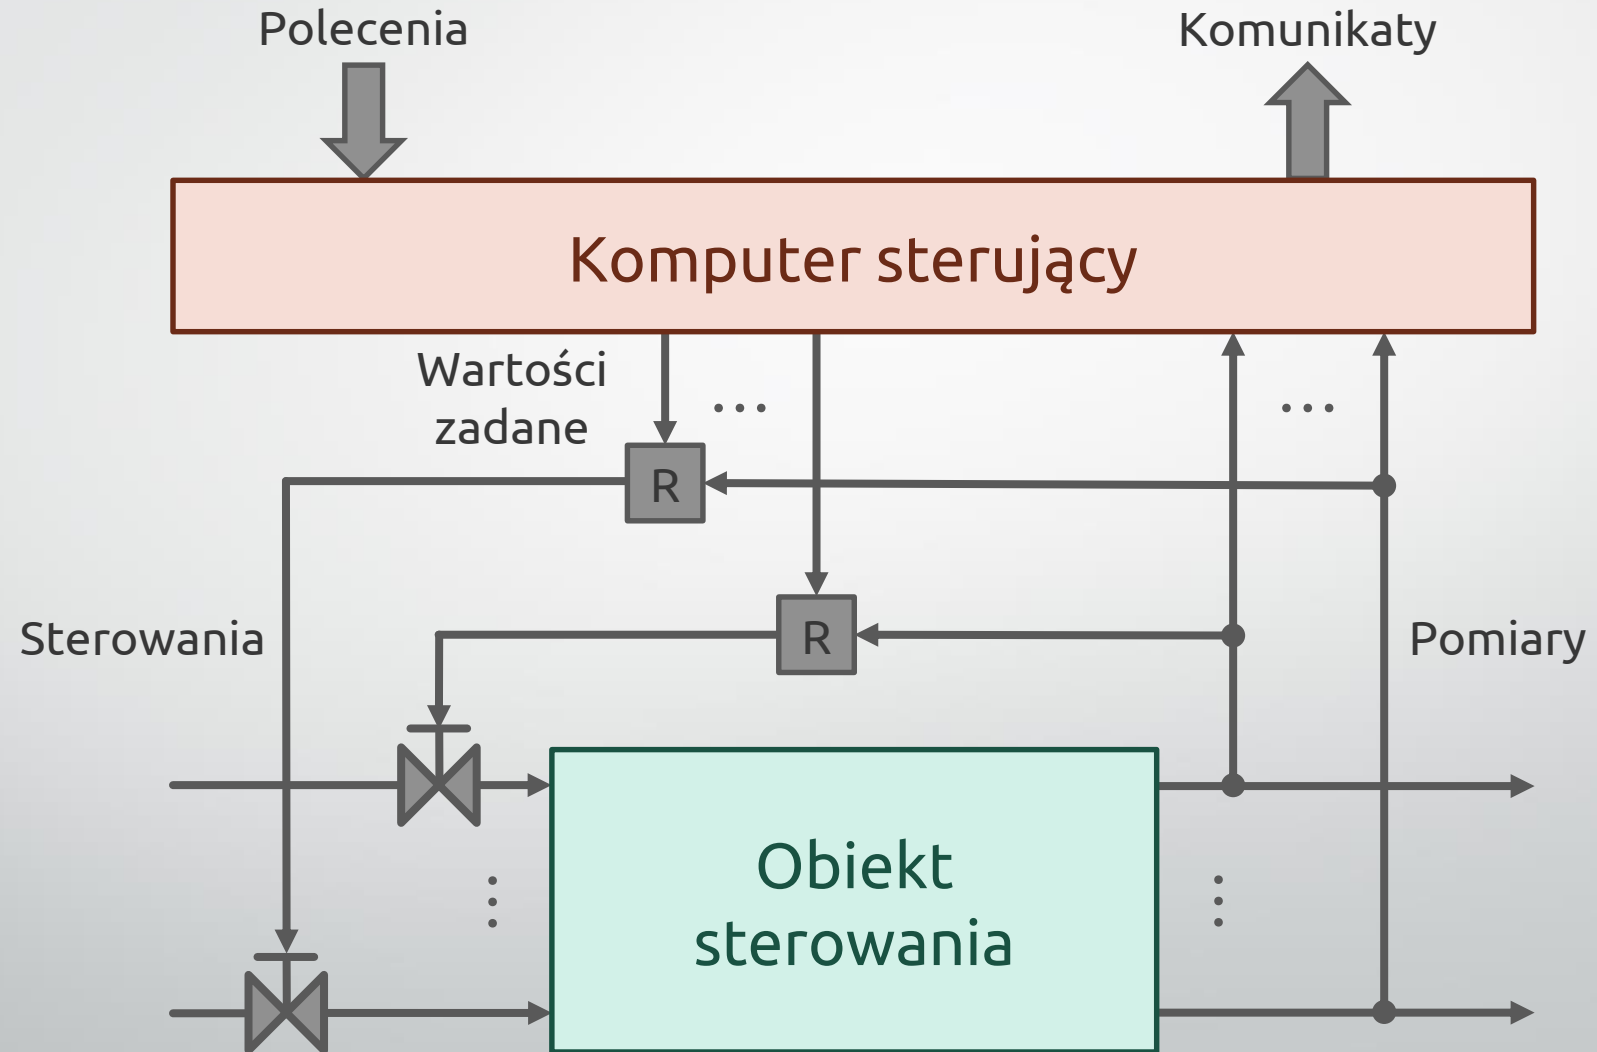 Polecenia
Komunikaty
Komputer sterujący
Wartości
zadane
...
...
R
R
Sterowania
Pomiary
Obiekt
sterowania